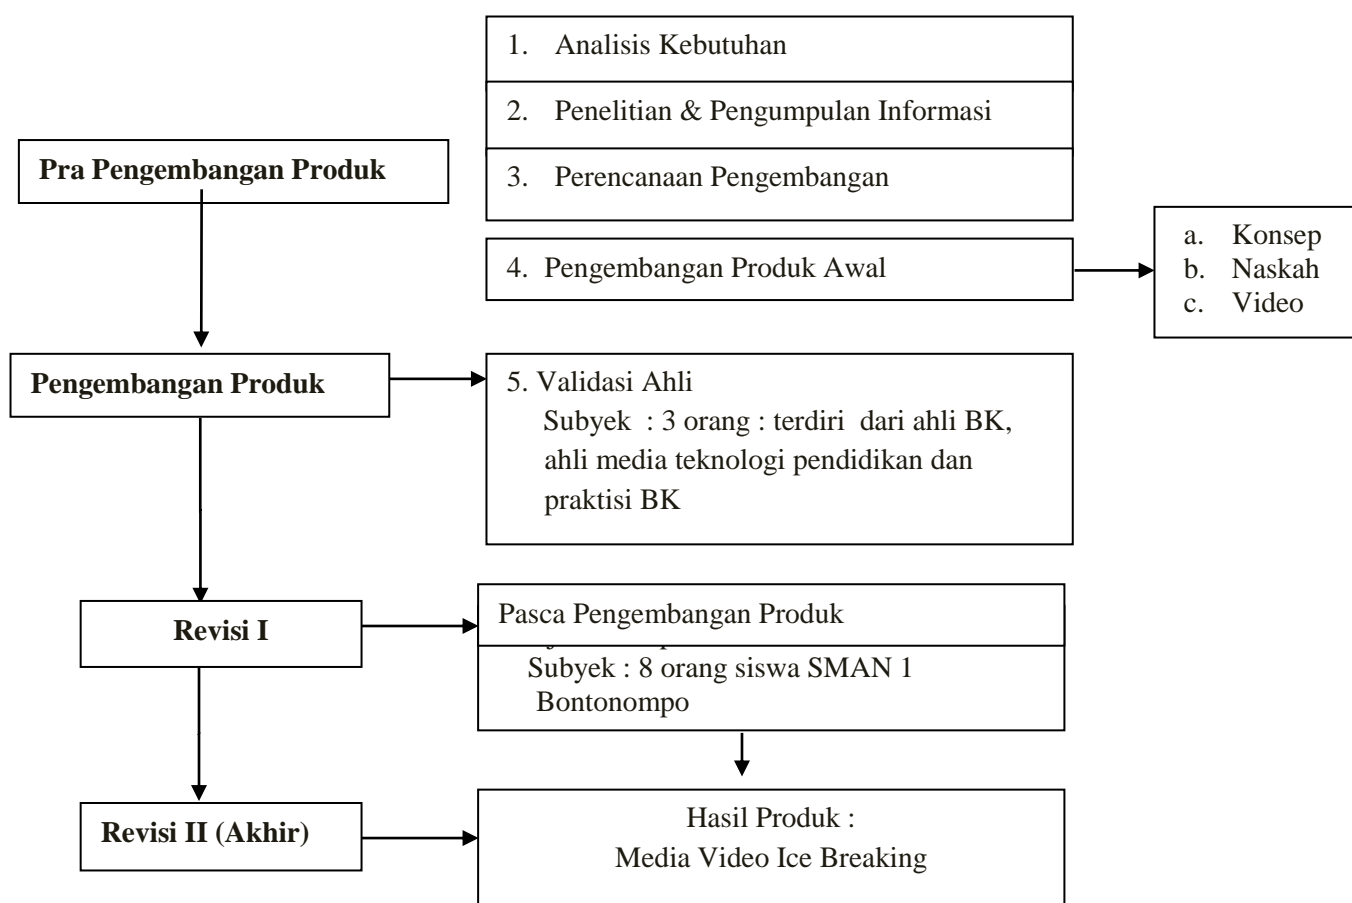 1. Analisis Kebutuhan
2. Penelitian & Pengumpulan Informasi
Pra Pengembangan Produk
3. Perencanaan Pengembangan
4. Pengembangan Produk Awal
a. Konsep
b. Naskah
c. Video
Pengembangan Produk
5. Validasi Ahli
Subyek : 3 orang : terdiri dari ahli BK,
ahli media teknologi pendidikan dan
praktisi BK
Revisi I
Pasca Pengembangan Produk
Subyek : 8 orang siswa SMAN 1
Bontonompo
Revisi II (Akhir)
Hasil Produk :
Media Video Ice Breaking